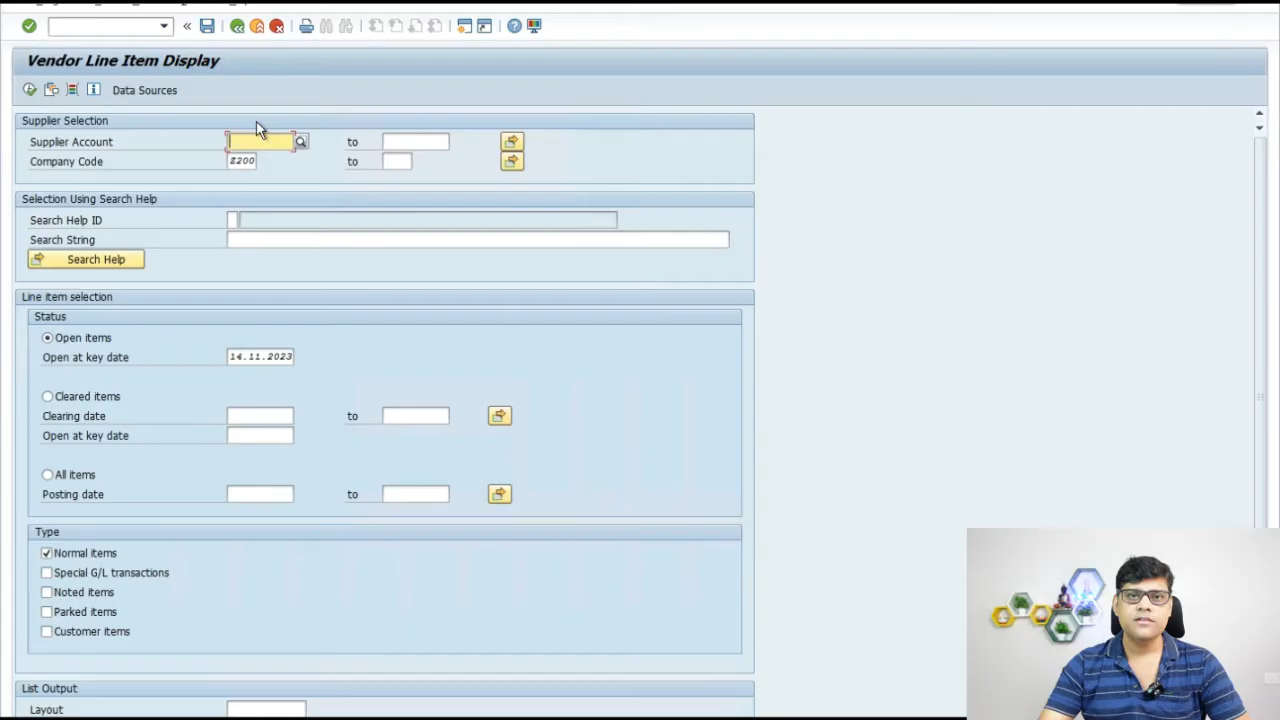 Vendor Line Item Display
Data Sources
Supplier Selection
Supplier Account to
Company Code Z200 to
Selection Using Search Help
Search Help ID
Search String
Search Help
Line item selection
Status
Open items
Open at key date 14.11.2023
Cleared items
Clearing date to
Open at key date
All items
Posting date to
Type
Normal items
Special G/L transactions
Noted items
Parked items
Customer items
List Output
Layout